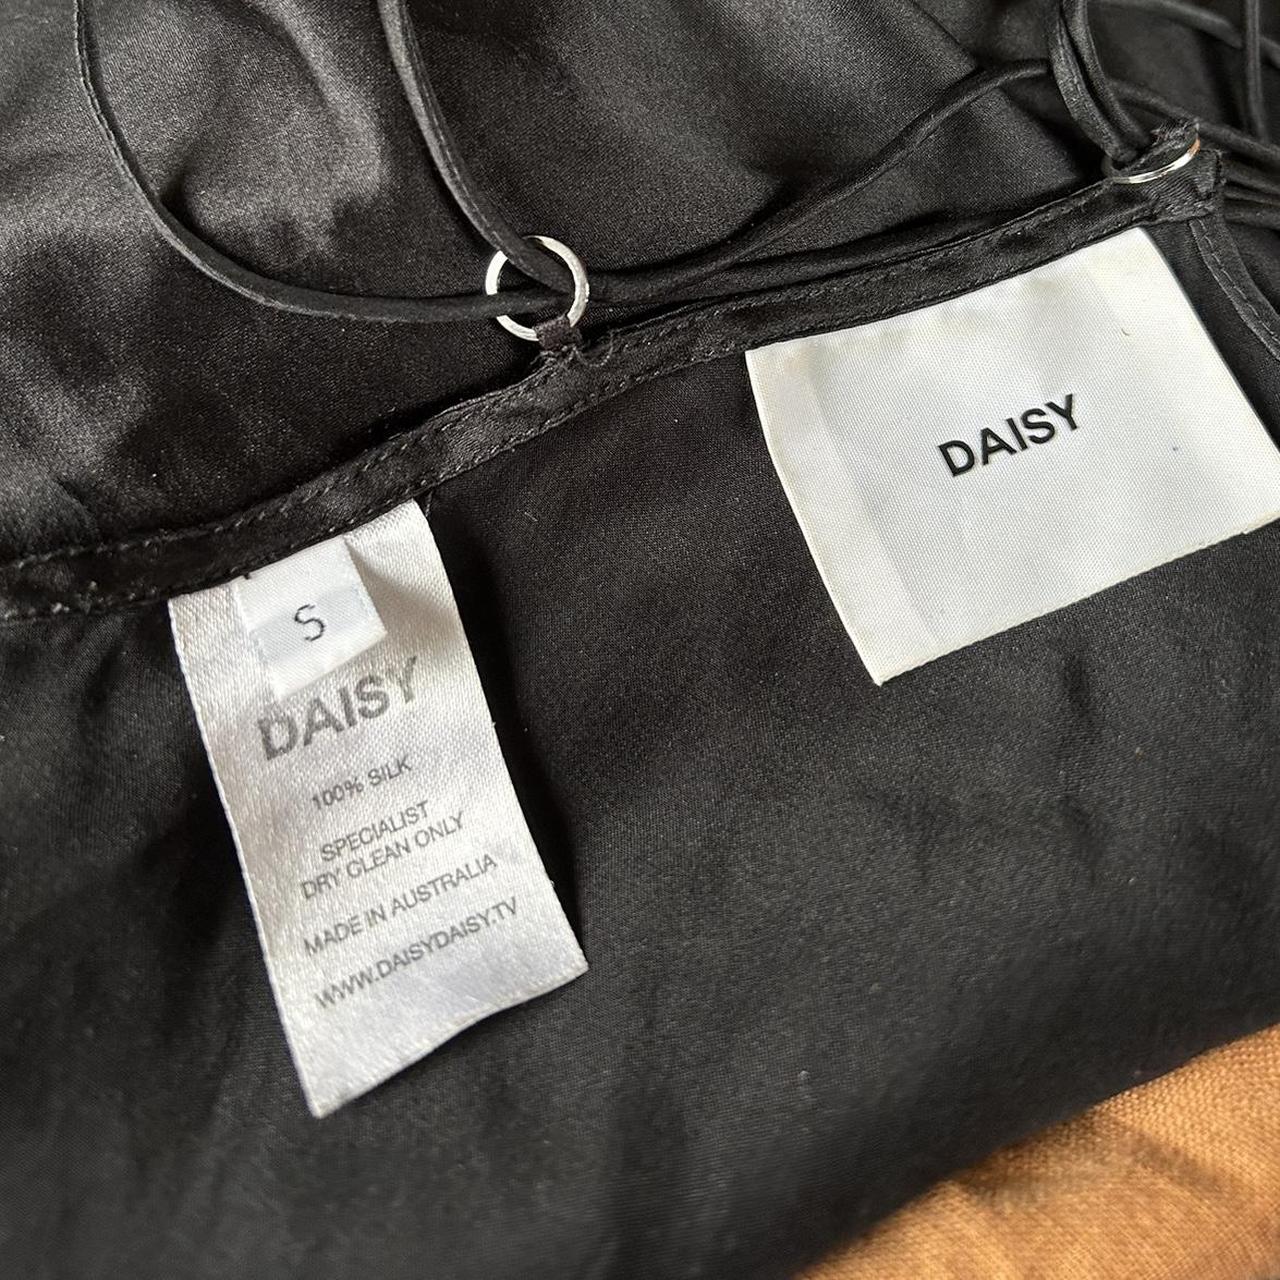 S
DAISY
100% SILK
SPECIALIST
DRY CLEAN ONLY
MADE IN AUSTRALIA
WWW.DAISYDAISY.TV
DAISY